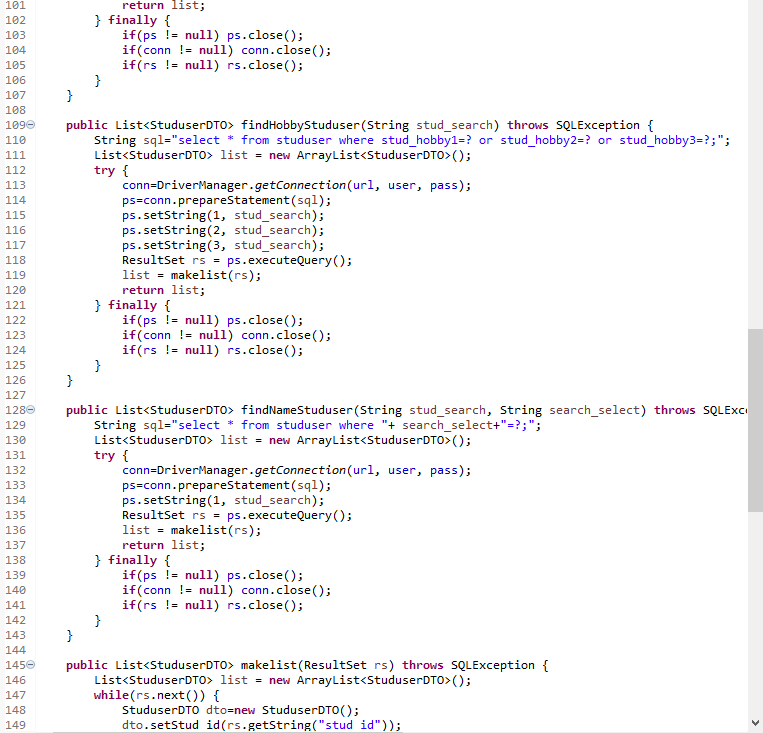 101 return list;
102 } finally {
103 if(ps != null) ps.close();
104 if(conn != null) conn.close();
105 if(rs != null) rs.close();
106 }
107 }
108
109 public List<StuduserDTO> findHobbyStuduser(String stud_search) throws SQLException {
110 String sql="select * from studuser where stud_hobby1=? or stud_hobby2=? or stud_hobby3=?;";
111 List<StuduserDTO> list = new ArrayList<StuduserDTO>();
112 try {
113 conn=DriverManager.getConnection(url, user, pass);
114 ps=conn.prepareStatement(sql);
115 ps.setString(1, stud_search);
116 ps.setString(2, stud_search);
117 ps.setString(3, stud_search);
118 ResultSet rs = ps.executeQuery();
119 list = makelist(rs);
120 return list;
121 } finally {
122 if(ps != null) ps.close();
123 if(conn != null) conn.close();
124 if(rs != null) rs.close();
125 }
126 }
127
128 public List<StuduserDTO> findNameStuduser(String stud_search, String search_select) throws SQLExc
129 String sql="select * from studuser where "+ search_select+"=?;";
130 List<StuduserDTO> list = new ArrayList<StuduserDTO>();
131 try {
132 conn=DriverManager.getConnection(url, user, pass);
133 ps=conn.prepareStatement(sql);
134 ps.setString(1, stud_search);
135 ResultSet rs = ps.executeQuery();
136 list = makelist(rs);
137 return list;
138 } finally {
139 if(ps != null) ps.close();
140 if(conn != null) conn.close();
141 if(rs != null) rs.close();
142 }
143 }
144
145 public List<StuduserDTO> makelist(ResultSet rs) throws SQLException {
146 List<StuduserDTO> list = new ArrayList<StuduserDTO>();
147 while(rs.next()) {
148 StuduserDTO dto=new StuduserDTO();
149 dto.setStud_id(rs.getString("stud_id"));